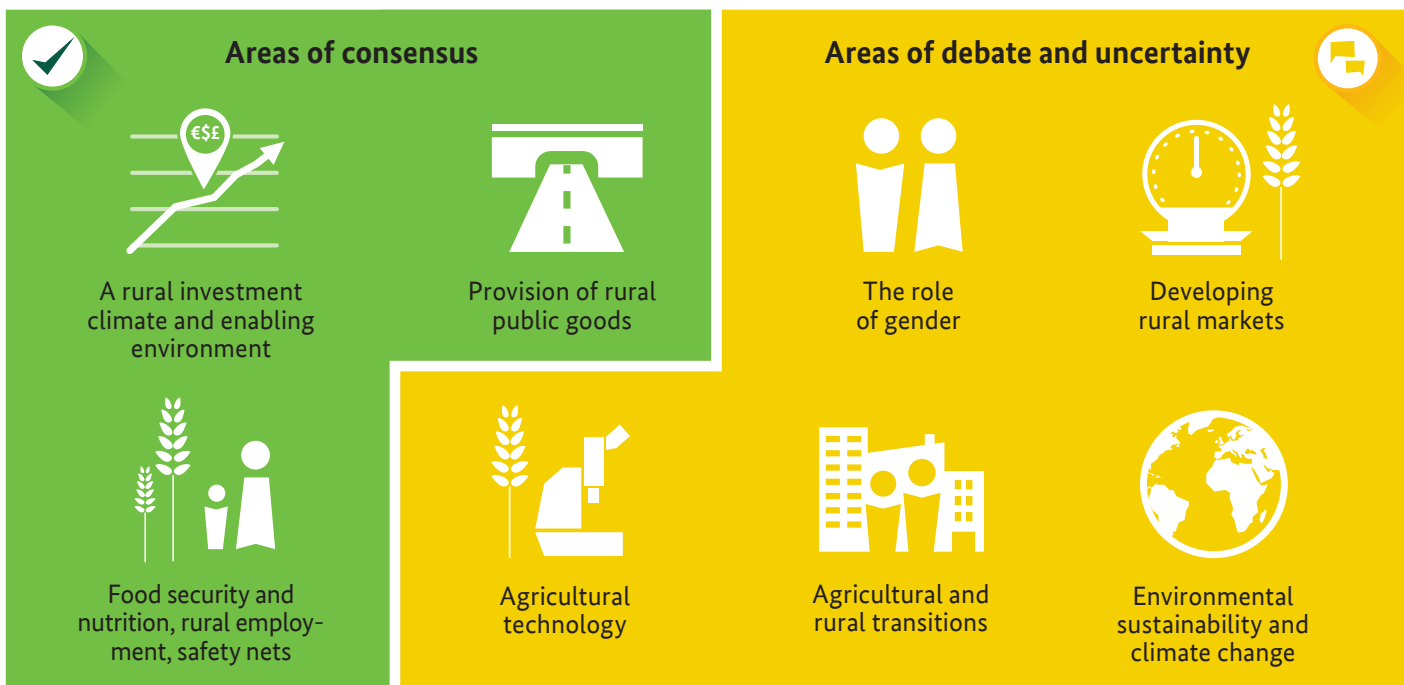 Areas of consensus
€$£
A rural investment
climate and enabling
environment
Provision of rural
public goods
Food security and
nutrition, rural employ-
ment, safety nets
Areas of debate and uncertainty
The role
of gender
Developing
rural markets
Agricultural
technology
Agricultural and
rural transitions
Environmental
sustainability and
climate change